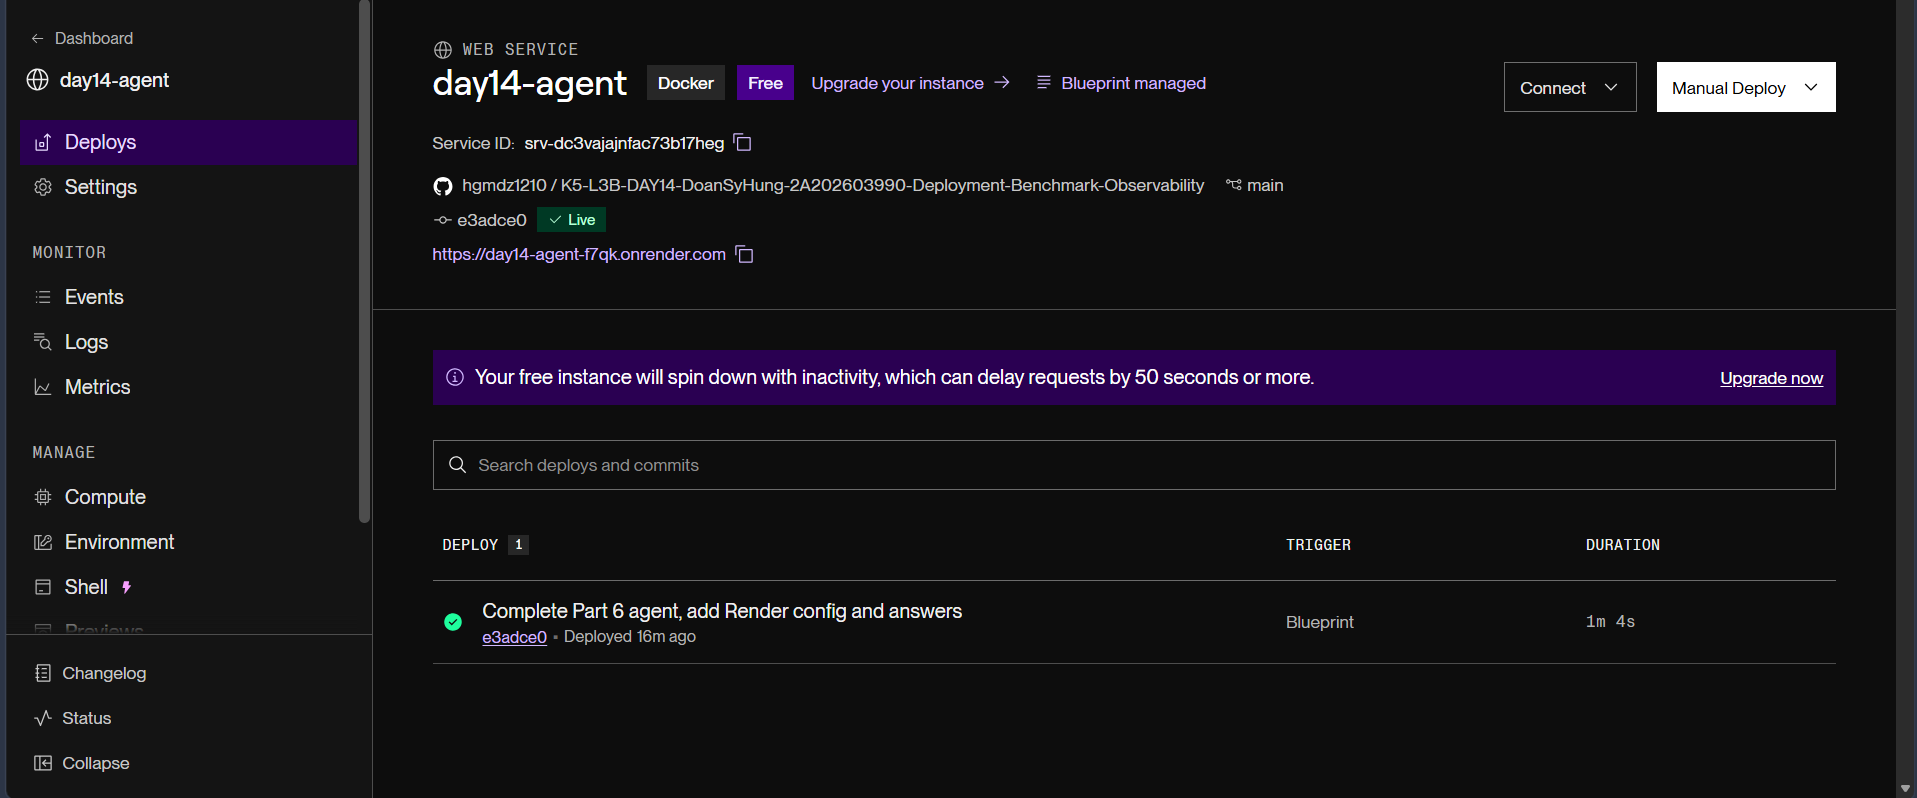 Dashboard
day14-agent
Deploys
Settings
MONITOR
Events
Logs
Metrics
MANAGE
Compute
Environment
Shell
Previews
Changelog
Status
Collapse
WEB SERVICE
day14-agent Docker Free Upgrade your instance → Blueprint managed
Connect
Manual Deploy
Service ID: srv-dc3vajajnfac73b17heg
hgmdz1210 / K5-L3B-DAY14-DoanSyHung-2A202603990-Deployment-Benchmark-Observability main
e3adce0 Live
https://day14-agent-f7qk.onrender.com
Your free instance will spin down with inactivity, which can delay requests by 50 seconds or more. Upgrade now
Search deploys and commits
DEPLOY 1 TRIGGER DURATION
Complete Part 6 agent, add Render config and answers
e3adce0 • Deployed 16m ago
Blueprint
1m 4s